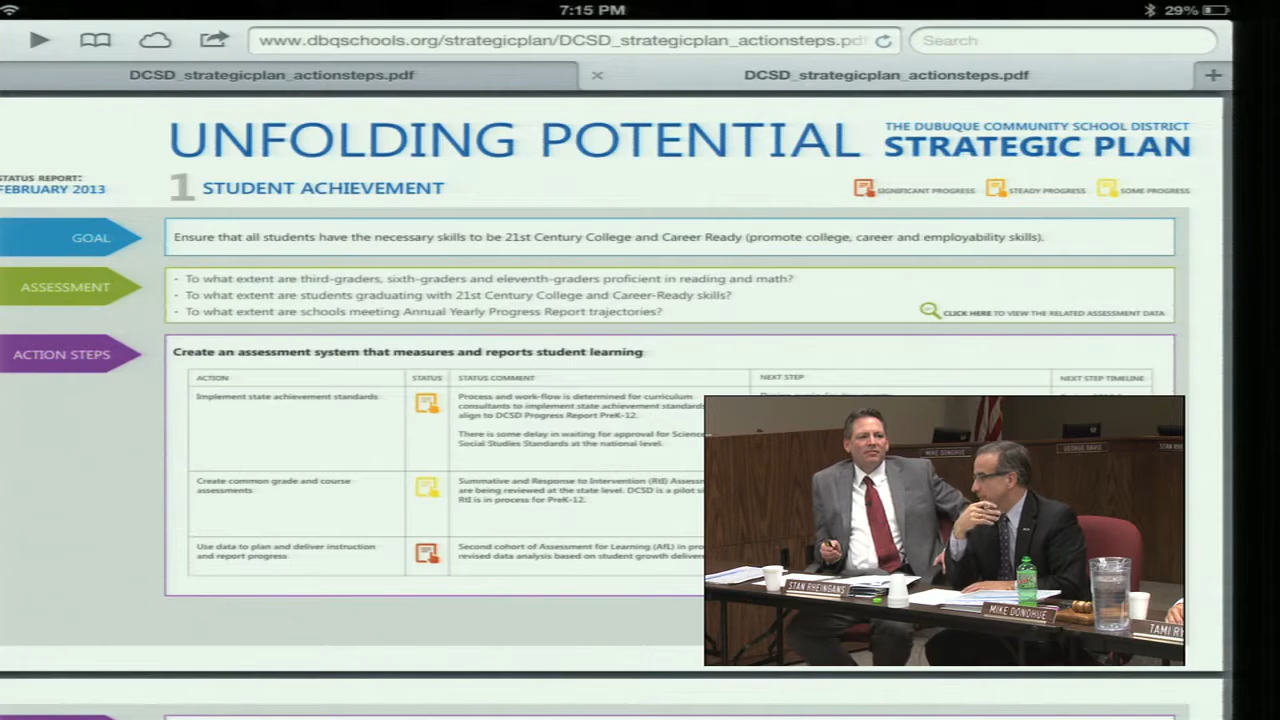 7:15 PM
29%
www.dbqschools.org/strategicplan/DCSD_strategicplan_actionsteps.pdf
Search
DCSD_strategicplan_actionsteps.pdf
DCSD_strategicplan_actionsteps.pdf
UNFOLDING POTENTIAL
THE DUBUQUE COMMUNITY SCHOOL DISTRICT
STRATEGIC PLAN
STATUS REPORT:
FEBRUARY 2013
1 STUDENT ACHIEVEMENT
SIGNIFICANT PROGRESS
STEADY PROGRESS
SOME PROGRESS
GOAL
Ensure that all students have the necessary skills to be 21st Century College and Career Ready (promote college, career and employability skills).
ASSESSMENT
- To what extent are third-graders, sixth-graders and eleventh-graders proficient in reading and math?
- To what extent are students graduating with 21st Century College and Career-Ready skills?
- To what extent are schools meeting Annual Yearly Progress Report trajectories?
CLICK HERE TO VIEW THE RELATED ASSESSMENT DATA
ACTION STEPS
Create an assessment system that measures and reports student learning
ACTION
STATUS
STATUS COMMENT
NEXT STEP
NEXT STEP TIMELINE
Implement state achievement standards
Process and work-flow is determined for curriculum
consultants to implement state achievement standards
align to DCSD Progress Report PreK-12.
There is some delay in waiting for approval for Science
Social Studies Standards at the national level.
Create common grade and course
assessments
Summative and Response to Intervention (RtI) Assess
are being reviewed at the state level. DCSD is a pilot si
RtI is in process for PreK-12.
Use data to plan and deliver instruction
and report progress
Second cohort of Assessment for Learning (AfL) in pro
revised data analysis based on student growth deliver
MIKE DONOHUE
GEORGE DAVIS
STAN RHEINGANS
MIKE DONOHUE
TAMI RY